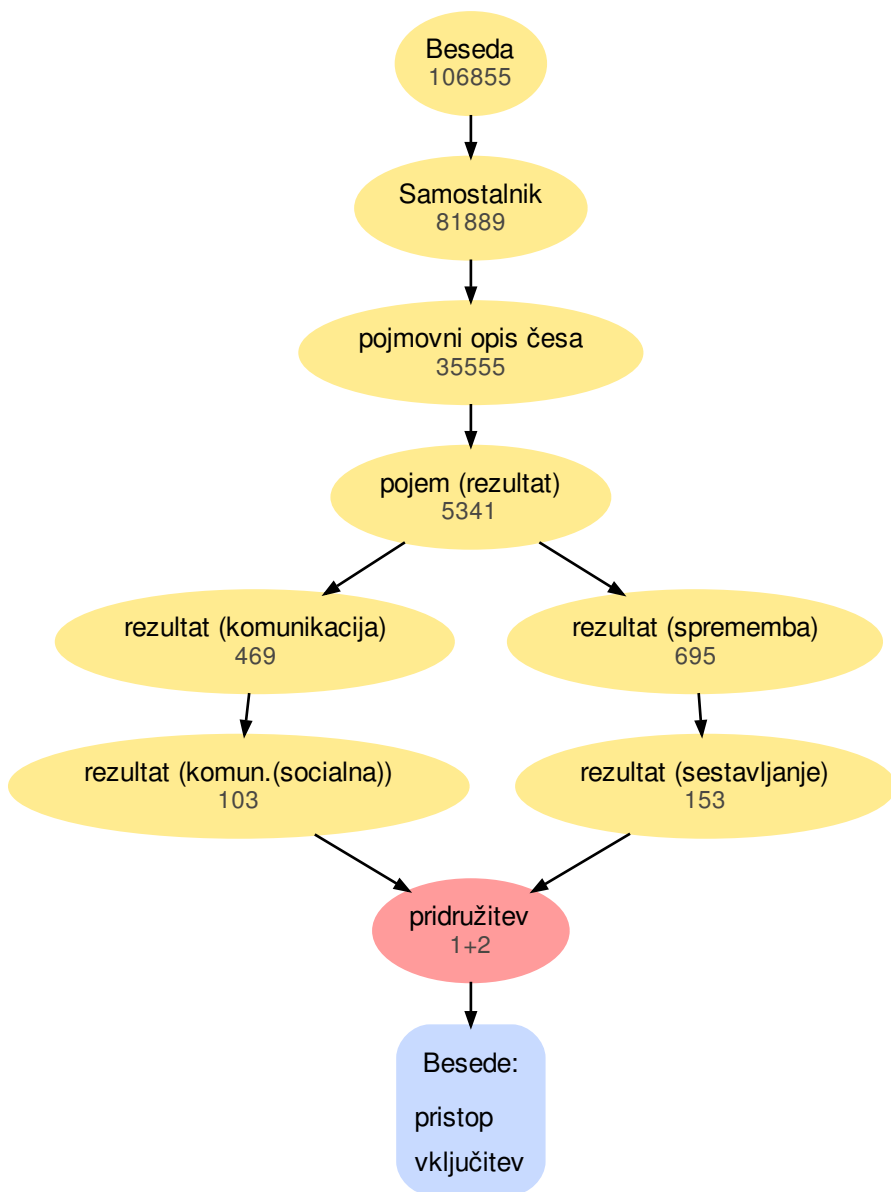 Beseda
106855
Samostalnik
81889
pojmovni opis česa
35555
pojem (rezultat)
5341
rezultat (komunikacija)
469
rezultat (sprememba)
695
rezultat (komun.(socialna))
103
rezultat (sestavljanje)
153
pridružitev
1+2
Besede:
pristop
vključitev